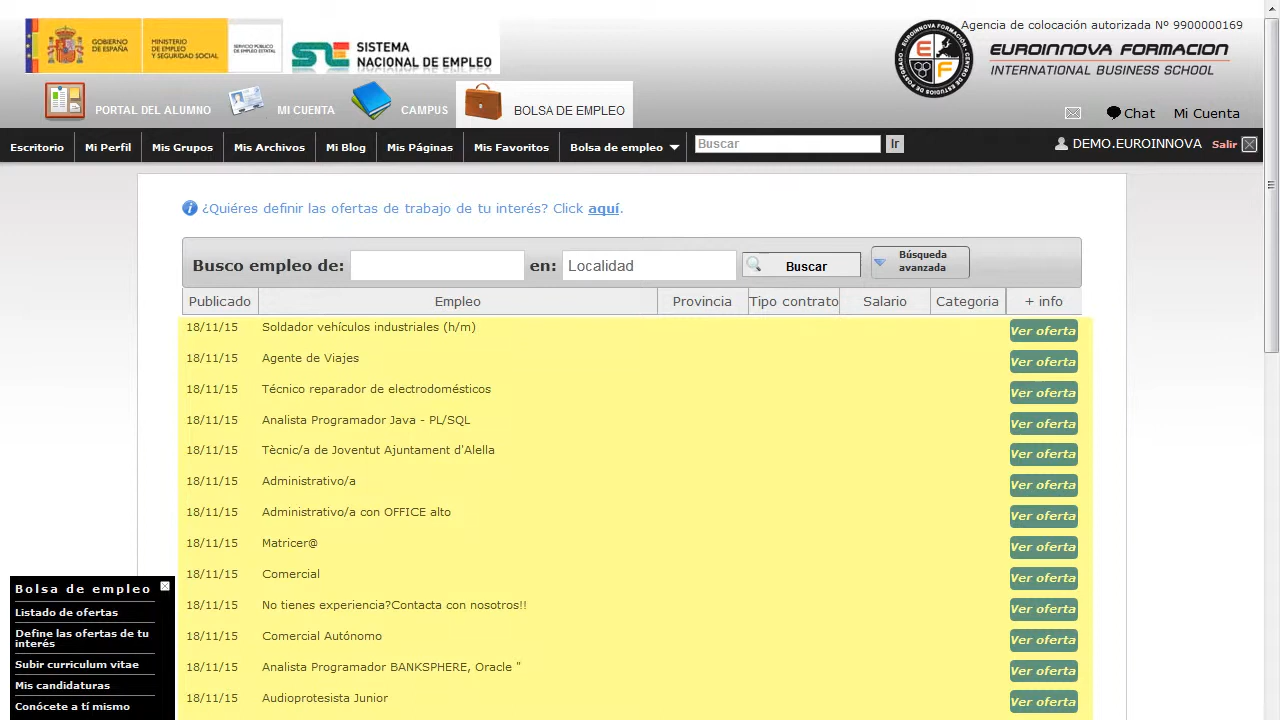 GOBIERNO DE ESPAÑA
MINISTERIO DE EMPLEO Y SEGURIDAD SOCIAL
SERVICIO PÚBLICO DE EMPLEO ESTATAL
SISTEMA NACIONAL DE EMPLEO
Agencia de colocación autorizada Nº 9900000169
EUROINNOVA FORMACION
INTERNATIONAL BUSINESS SCHOOL
PORTAL DEL ALUMNO
MI CUENTA
CAMPUS
BOLSA DE EMPLEO
Chat
Mi Cuenta
Escritorio
Mi Perfil
Mis Grupos
Mis Archivos
Mi Blog
Mis Páginas
Mis Favoritos
Bolsa de empleo
Buscar
Ir
DEMO.EUROINNOVA
Salir
¿Quiéres definir las ofertas de trabajo de tu interés? Click aquí.
Busco empleo de:
en:
Localidad
Buscar
Búsqueda avanzada
Publicado Empleo Provincia Tipo contrato Salario Categoria + info
18/11/15 Soldador vehículos industriales (h/m) Ver oferta
18/11/15 Agente de Viajes Ver oferta
18/11/15 Técnico reparador de electrodomésticos Ver oferta
18/11/15 Analista Programador Java - PL/SQL Ver oferta
18/11/15 Tècnic/a de Joventut Ajuntament d'Alella Ver oferta
18/11/15 Administrativo/a Ver oferta
18/11/15 Administrativo/a con OFFICE alto Ver oferta
18/11/15 Matricer@ Ver oferta
18/11/15 Comercial Ver oferta
18/11/15 No tienes experiencia?Contacta con nosotros!! Ver oferta
18/11/15 Comercial Autónomo Ver oferta
18/11/15 Analista Programador BANKSPHERE, Oracle " Ver oferta
18/11/15 Audioprotesista Junior Ver oferta
Bolsa de empleo
Listado de ofertas
Define las ofertas de tu
interés
Subir curriculum vitae
Mis candidaturas
Conócete a tí mismo